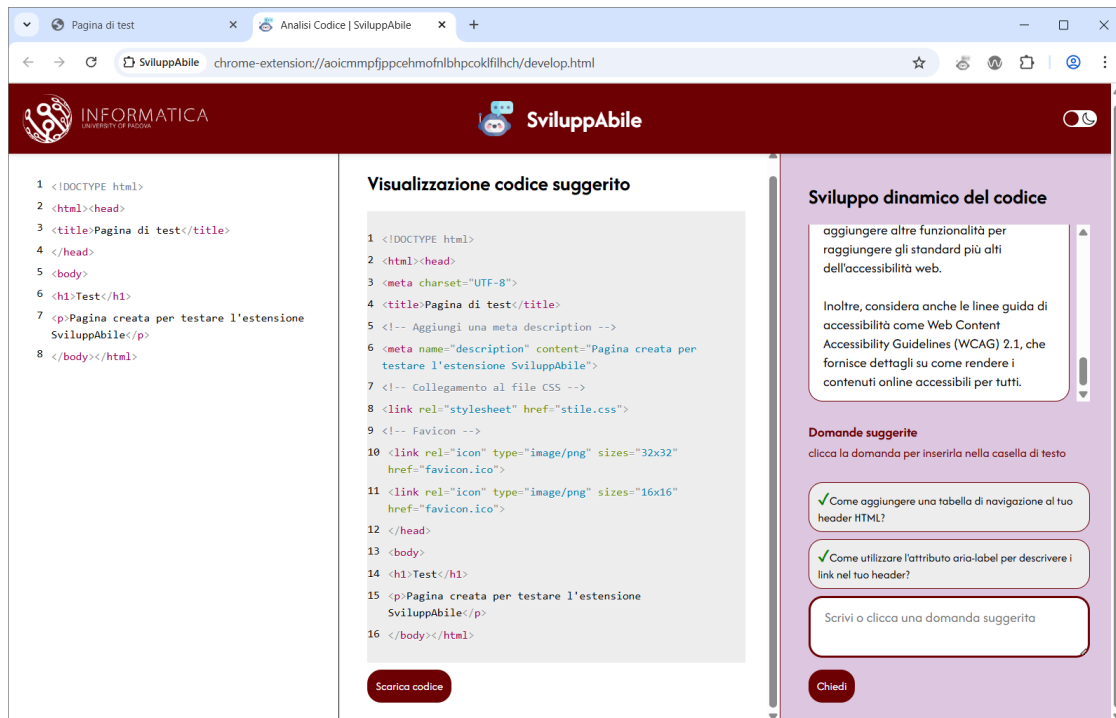 Pagina di test
Analisi Codice | SviluppAbile
SviluppAbile
chrome-extension://aoicmmpfjppcehmofnlbhpcoklfilhch/develop.html
INFORMATICA
UNIVERSITY OF PADOVA
SviluppAbile
1 <!DOCTYPE html>
2 <html><head>
3 <title>Pagina di test</title>
4 </head>
5 <body>
6 <h1>Test</h1>
7 <p>Pagina creata per testare l'estensione
SviluppAbile</p>
8 </body></html>
Visualizzazione codice suggerito
1 <!DOCTYPE html>
2 <html><head>
3 <meta charset="UTF-8">
4 <title>Pagina di test</title>
5 <!-- Aggiungi una meta description -->
6 <meta name="description" content="Pagina creata per
testare l'estensione SviluppAbile">
7 <!-- Collegamento al file CSS -->
8 <link rel="stylesheet" href="stile.css">
9 <!-- Favicon -->
10 <link rel="icon" type="image/png" sizes="32x32"
href="favicon.ico">
11 <link rel="icon" type="image/png" sizes="16x16"
href="favicon.ico">
12 </head>
13 <body>
14 <h1>Test</h1>
15 <p>Pagina creata per testare l'estensione
SviluppAbile</p>
16 </body></html>
Scarica codice
Sviluppo dinamico del codice
aggiungere altre funzionalità per
raggiungere gli standard più alti
dell'accessibilità web.
Inoltre, considera anche le linee guida di
accessibilità come Web Content
Accessibility Guidelines (WCAG) 2.1, che
fornisce dettagli su come rendere i
contenuti online accessibili per tutti.
Domande suggerite
clicca la domanda per inserirla nella casella di testo
✓Come aggiungere una tabella di navigazione al tuo
header HTML?
✓Come utilizzare l'attributo aria-label per descrivere i
link nel tuo header?
Scrivi o clicca una domanda suggerita
Chiedi